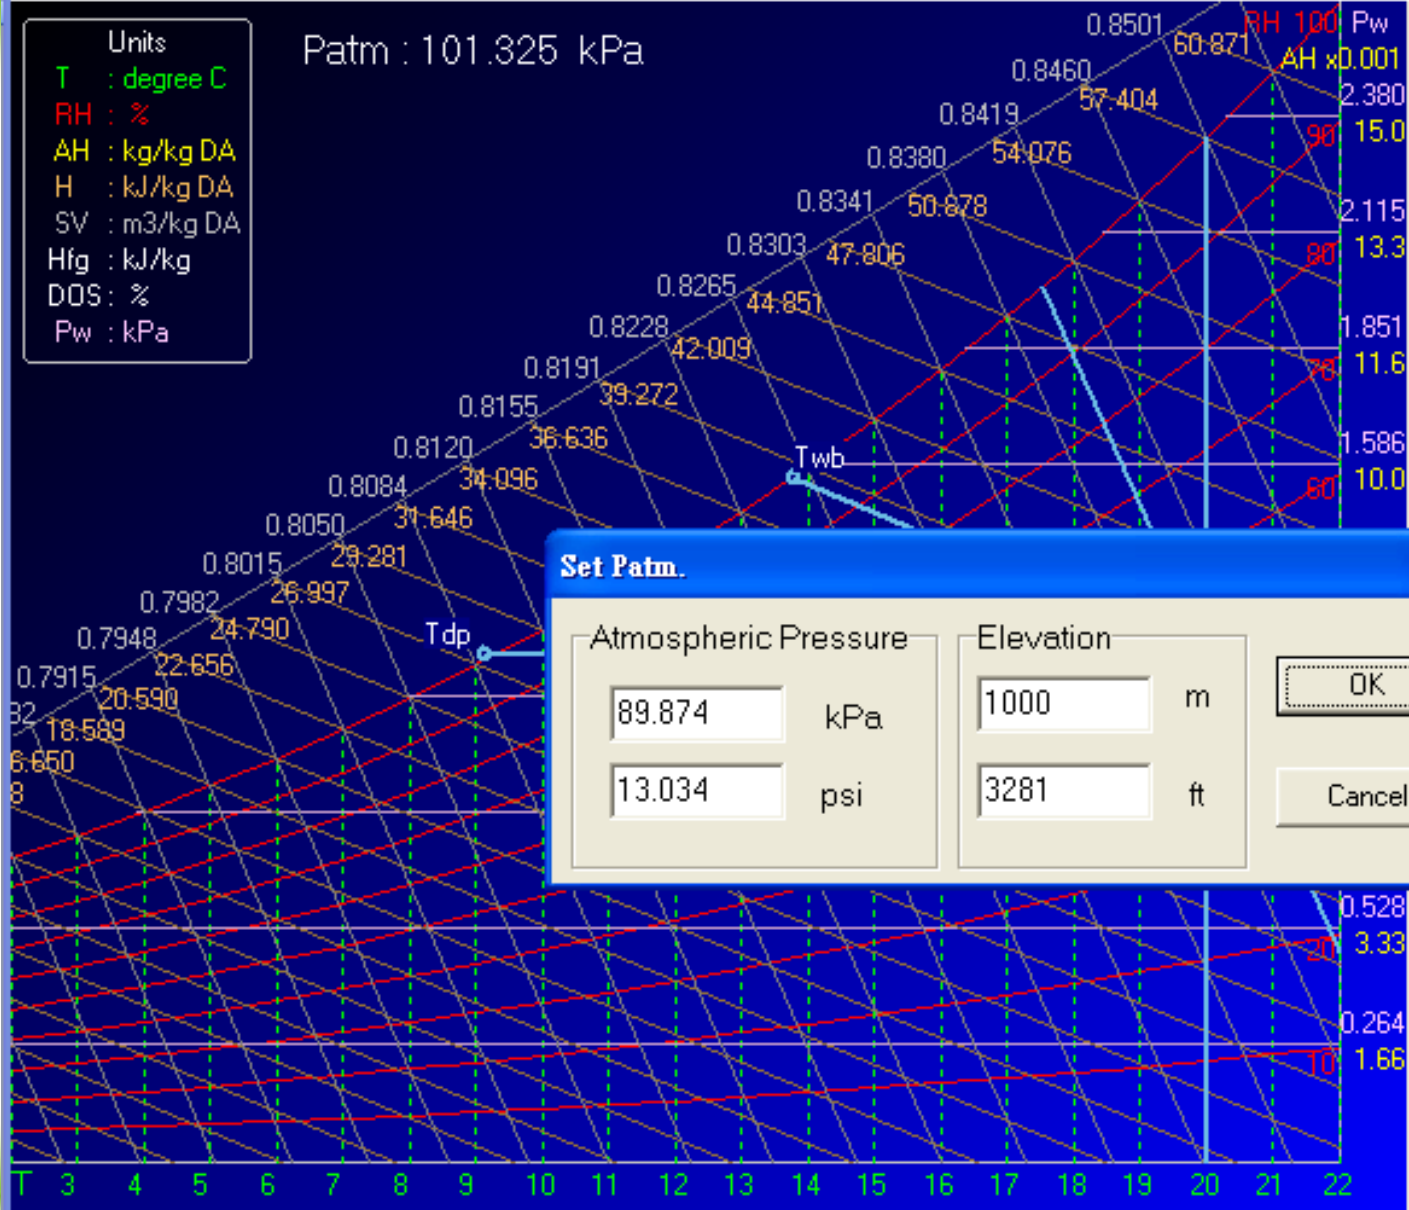 Units
T : degree C
RH : %
AH : kg/kg DA
H : kJ/kg DA
SV : m3/kg DA
Hfg : kJ/kg
DOS : %
Pw : kPa
Patm : 101.325 kPa
RH 100 Pw
AH x0.001
0.8501
0.8460
0.8419
0.8380
0.8341
0.8303
0.8265
0.8228
0.8191
0.8155
0.8120
0.8084
0.8050
0.8015
0.7982
0.7948
0.7915
60.871
57.404
54.076
50.878
47.806
44.851
42.009
39.272
36.636
34.096
31.646
29.281
26.997
24.790
22.656
20.590
18.589
6.650
32
8
90
80
70
60
20
10
2.380
15.0
2.115
13.3
1.851
11.6
1.586
10.0
0.528
3.33
0.264
1.66
Twb
Tdp
Set Patm.
Atmospheric Pressure
89.874 kPa
13.034 psi
Elevation
1000 m
3281 ft
OK
Cancel
T 3 4 5 6 7 8 9 10 11 12 13 14 15 16 17 18 19 20 21 22